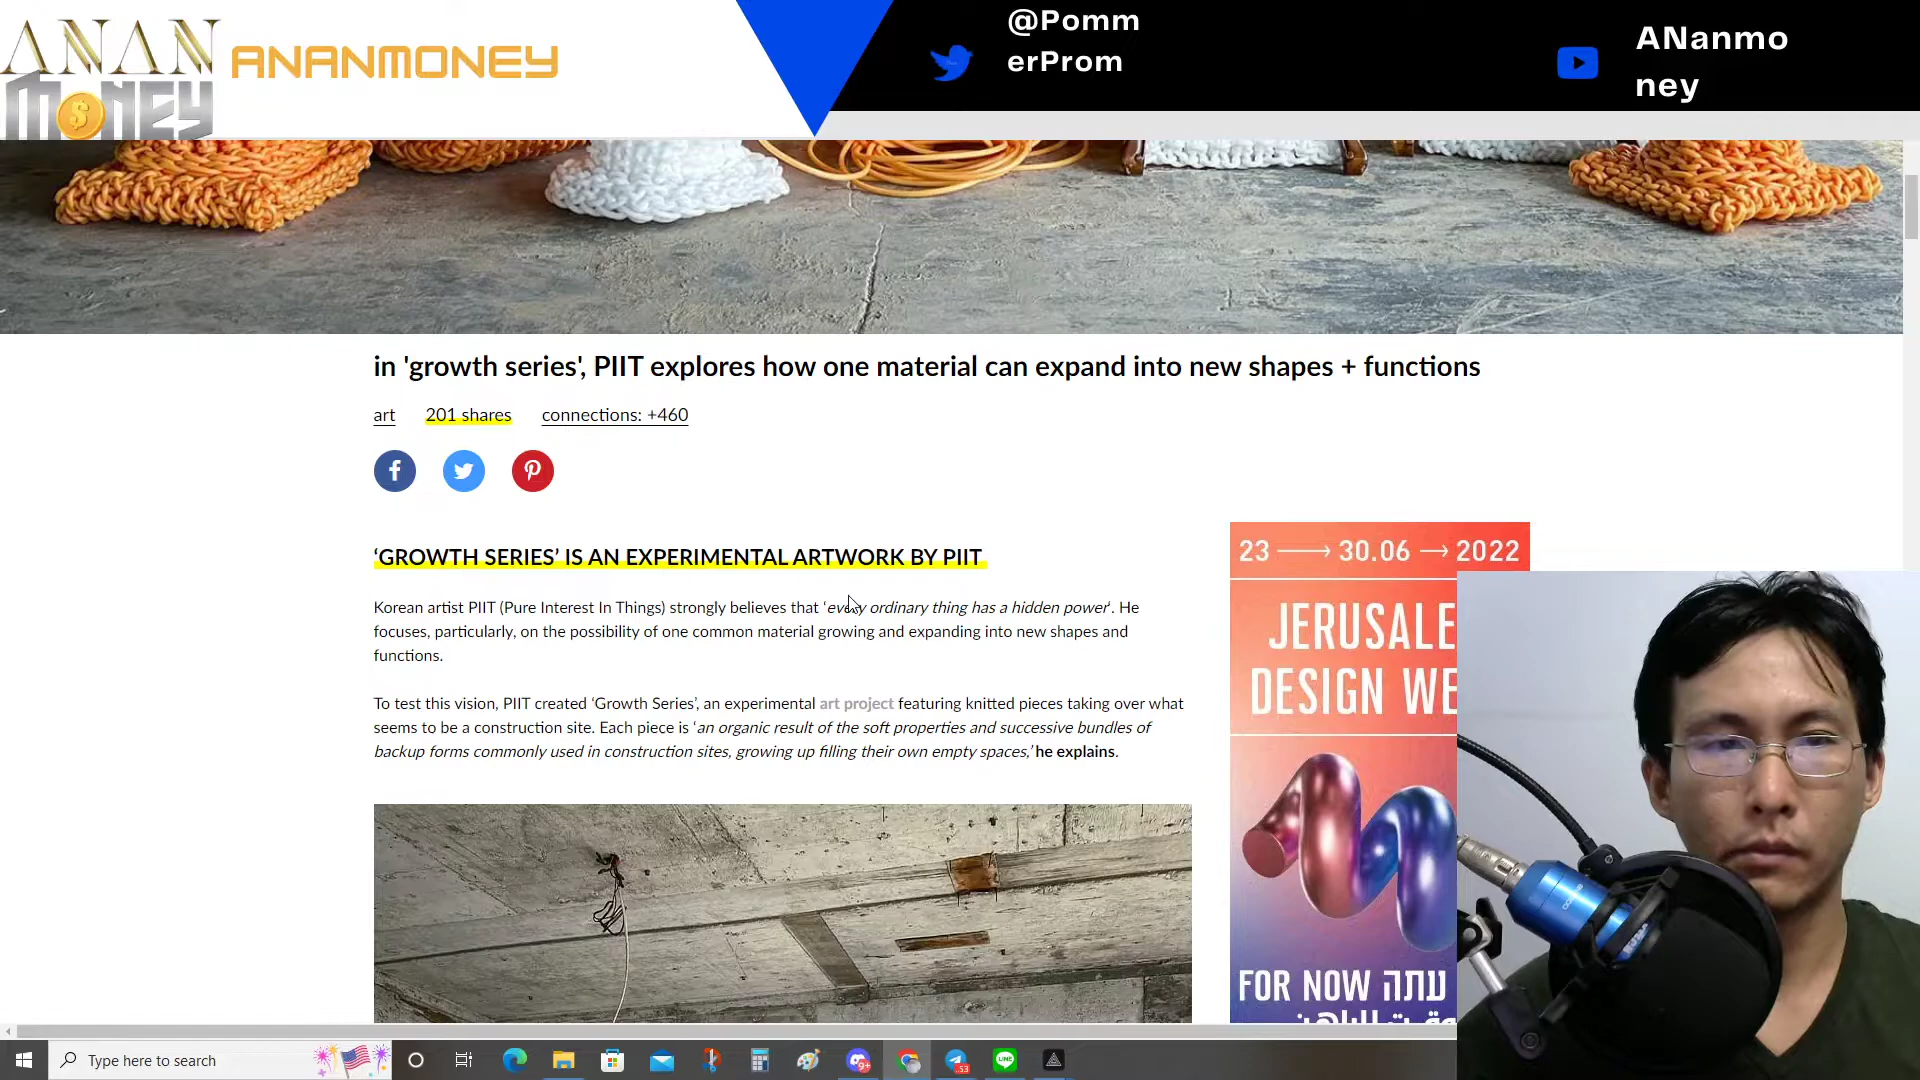 ANAN
MONEY
ANANMONEY
@Pomm
erProm
ANanmo
ney
in 'growth series', PIIT explores how one material can expand into new shapes + functions
art 201 shares connections: +460
‘GROWTH SERIES’ IS AN EXPERIMENTAL ARTWORK BY PIIT
Korean artist PIIT (Pure Interest In Things) strongly believes that ‘every ordinary thing has a hidden power‘. He
focuses, particularly, on the possibility of one common material growing and expanding into new shapes and
functions.
To test this vision, PIIT created ‘Growth Series’, an experimental art project featuring knitted pieces taking over what
seems to be a construction site. Each piece is ‘an organic result of the soft properties and successive bundles of
backup forms commonly used in construction sites, growing up filling their own empty spaces,’ he explains.
23 → 30.06 → 2022
JERUSALE
DESIGN WE
FOR NOW עתה
Type here to search
9+
53
LINE